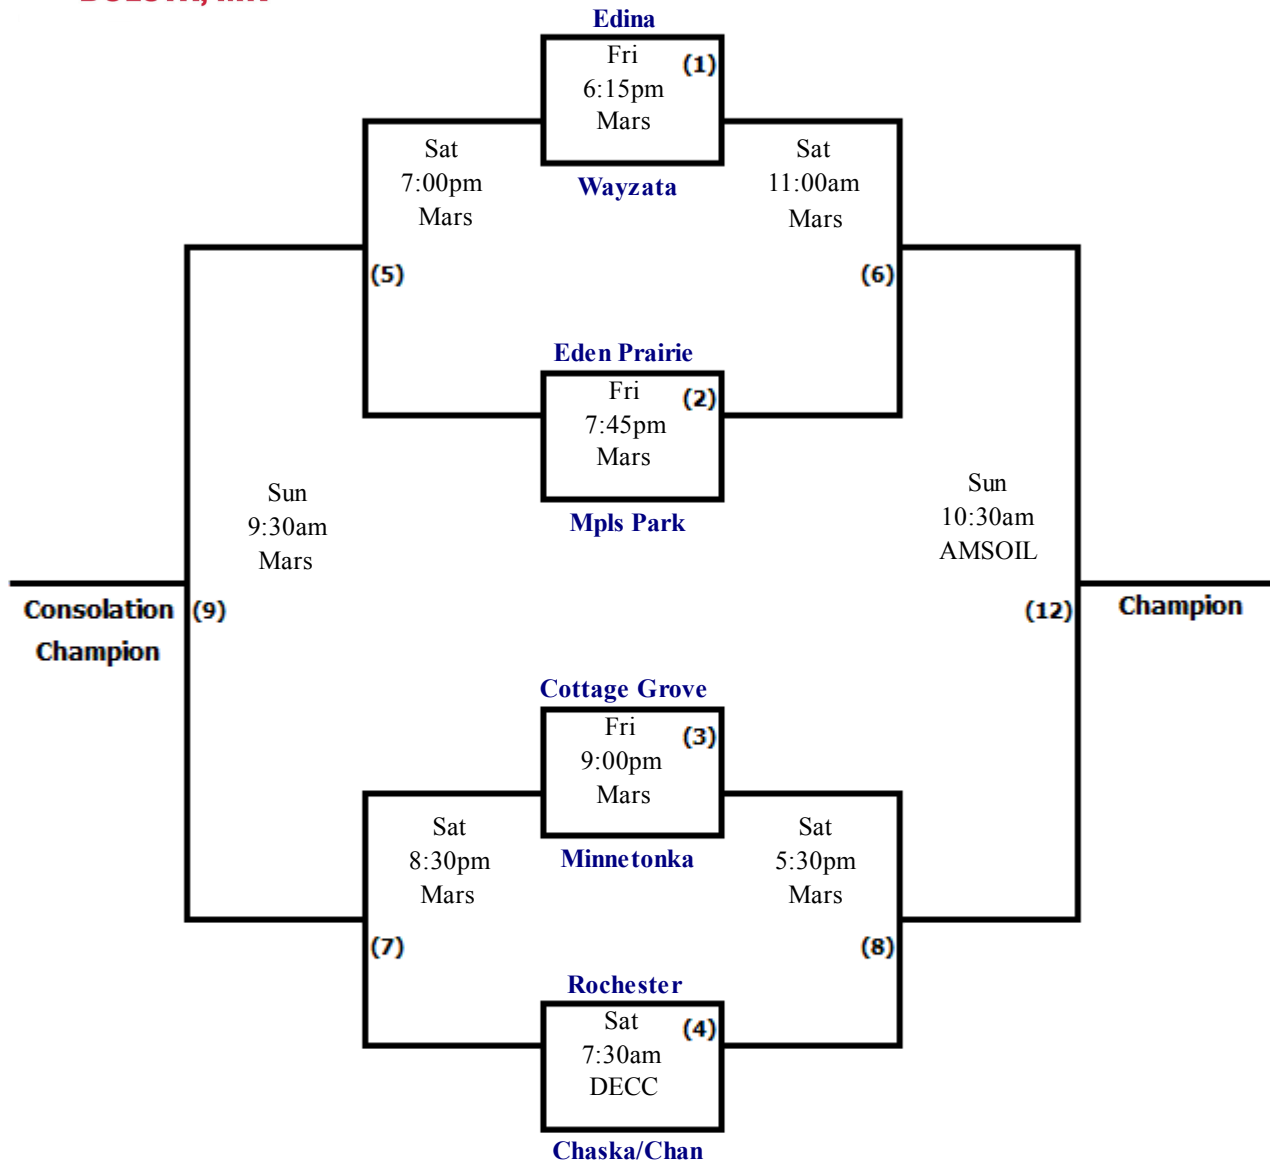 Edina
Fri
(1)
6:15pm
Mars
Wayzata
Sat
7:00pm
Mars
(5)
Sat
11:00am
Mars
(6)
Eden Prairie
Fri
(2)
7:45pm
Mars
Mpls Park
Sun
9:30am
Mars
Consolation
Champion
(9)
Sun
10:30am
AMSOIL
(12)
Champion
Cottage Grove
Fri
(3)
9:00pm
Mars
Minnetonka
Sat
8:30pm
Mars
(7)
Sat
5:30pm
Mars
(8)
Rochester
Sat
(4)
7:30am
DECC
Chaska/Chan